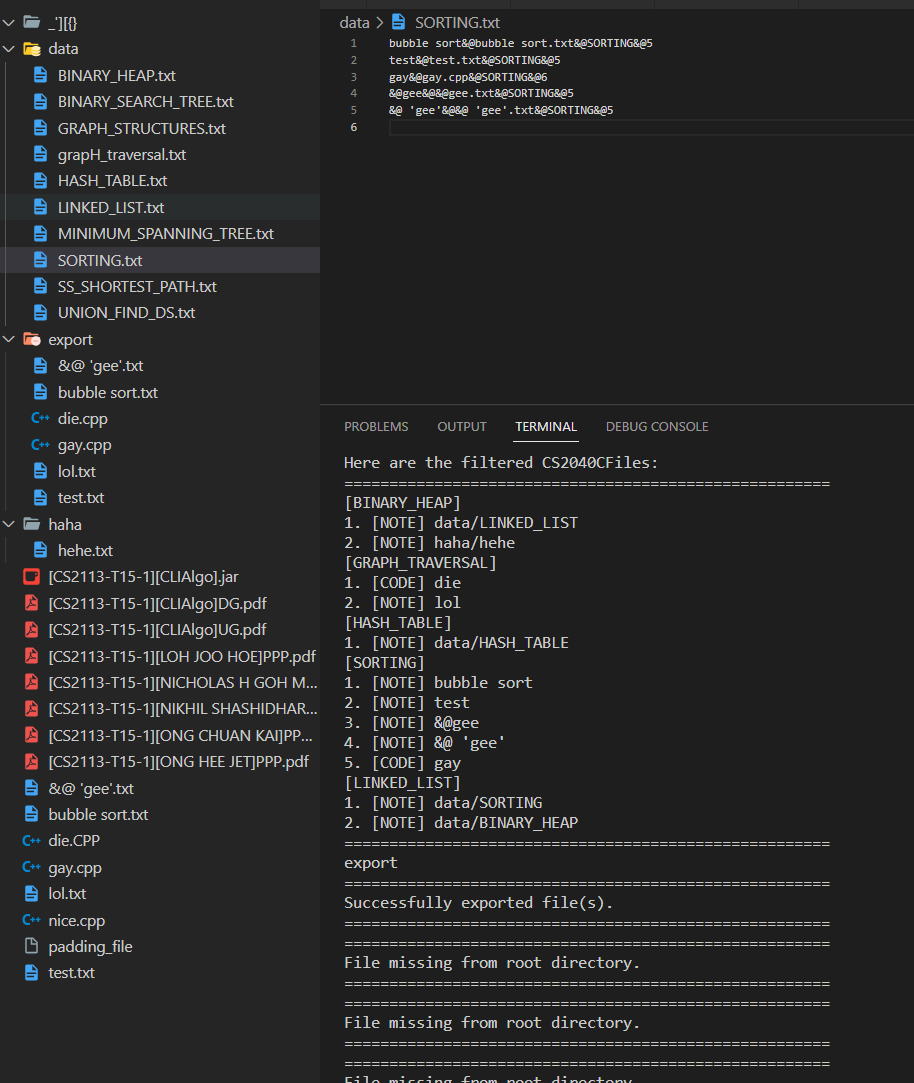 _'][{}
data
BINARY_HEAP.txt
BINARY_SEARCH_TREE.txt
GRAPH_STRUCTURES.txt
grapH_traversal.txt
HASH_TABLE.txt
LINKED_LIST.txt
MINIMUM_SPANNING_TREE.txt
SORTING.txt
SS_SHORTEST_PATH.txt
UNION_FIND_DS.txt
export
&@ 'gee'.txt
bubble sort.txt
die.cpp
gay.cpp
lol.txt
test.txt
haha
hehe.txt
[CS2113-T15-1][CLIAlgo].jar
[CS2113-T15-1][CLIAlgo]DG.pdf
[CS2113-T15-1][CLIAlgo]UG.pdf
[CS2113-T15-1][LOH JOO HOE]PPP.pdf
[CS2113-T15-1][NICHOLAS H GOH M...
[CS2113-T15-1][NIKHIL SHASHIDHAR...
[CS2113-T15-1][ONG CHUAN KAI]PP...
[CS2113-T15-1][ONG HEE JET]PPP.pdf
&@ 'gee'.txt
bubble sort.txt
die.CPP
gay.cpp
lol.txt
nice.cpp
padding_file
test.txt
data > SORTING.txt
1 bubble sort&@bubble sort.txt&@SORTING&@5
2 test&@test.txt&@SORTING&@5
3 gay&@gay.cpp&@SORTING&@6
4 &@gee&@&@gee.txt&@SORTING&@5
5 &@ 'gee'&@&@ 'gee'.txt&@SORTING&@5
6
PROBLEMS OUTPUT TERMINAL DEBUG CONSOLE
Here are the filtered CS2040CFiles:
======================================================
[BINARY_HEAP]
1. [NOTE] data/LINKED_LIST
2. [NOTE] haha/hehe
[GRAPH_TRAVERSAL]
1. [CODE] die
2. [NOTE] lol
[HASH_TABLE]
1. [NOTE] data/HASH_TABLE
[SORTING]
1. [NOTE] bubble sort
2. [NOTE] test
3. [NOTE] &@gee
4. [NOTE] &@ 'gee'
5. [CODE] gay
[LINKED_LIST]
1. [NOTE] data/SORTING
2. [NOTE] data/BINARY_HEAP
======================================================
export
======================================================
Successfully exported file(s).
======================================================
======================================================
File missing from root directory.
======================================================
======================================================
File missing from root directory.
======================================================
======================================================
File missing from root directory.